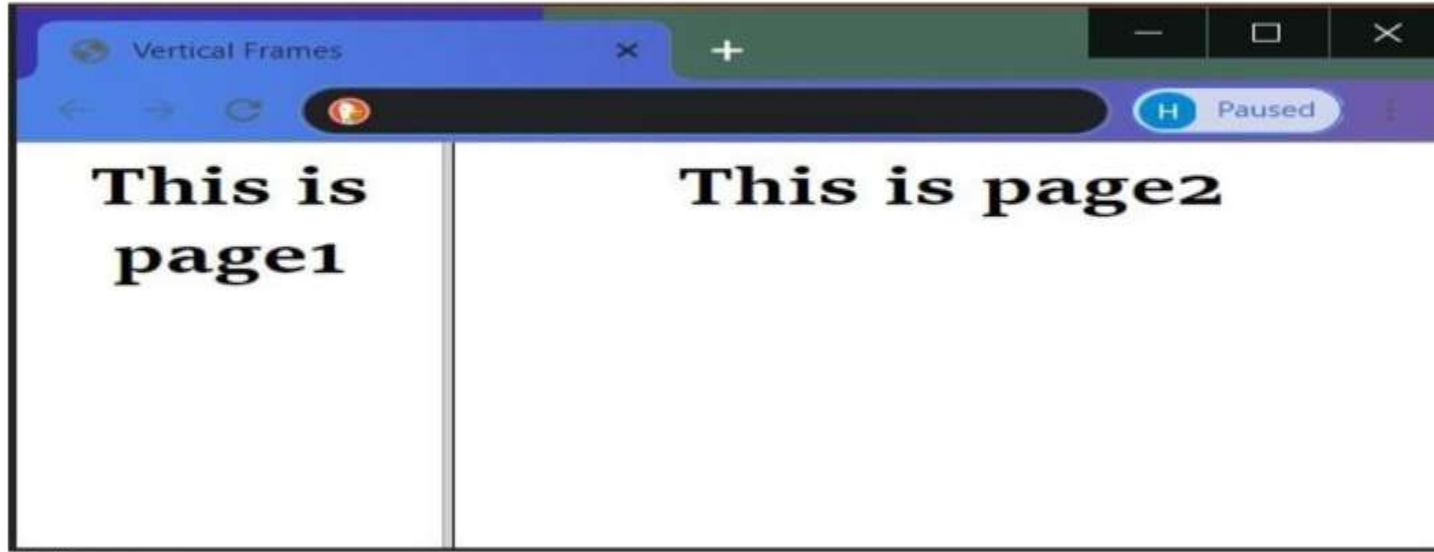 Vertical Frames
H Paused
This is
page1
This is page2